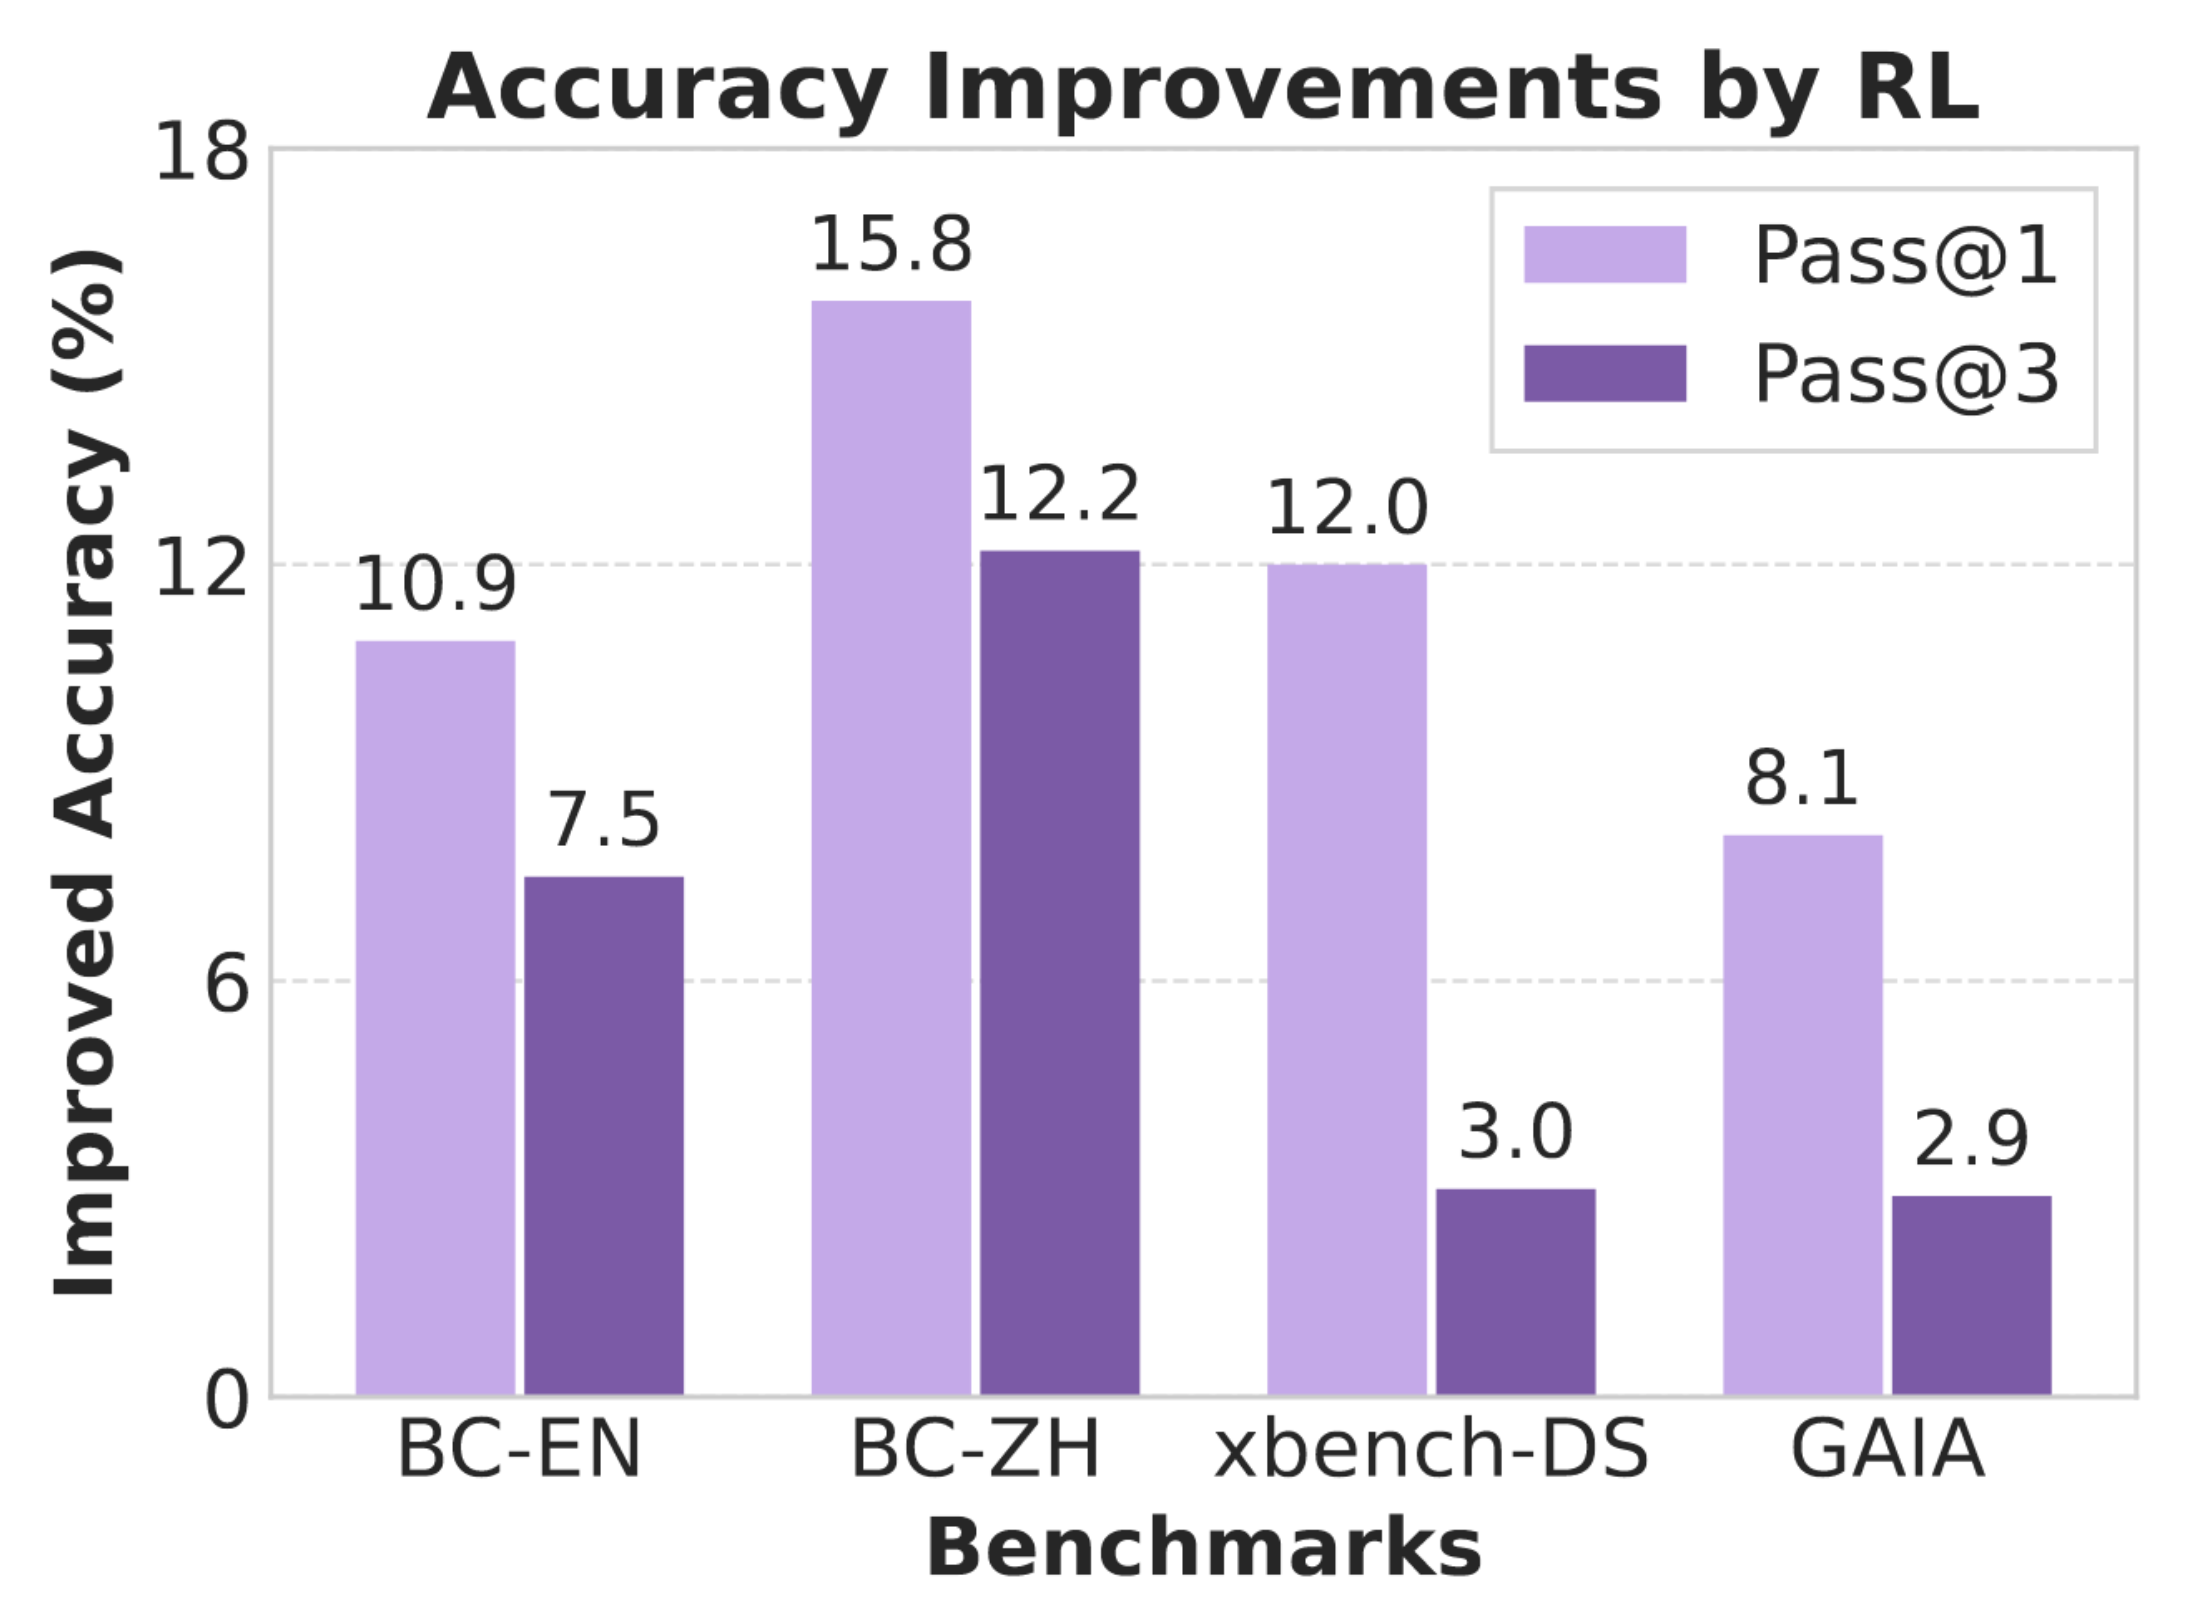 Accuracy Improvements by RL
Improved Accuracy (%)
18
12
6
0
Pass@1
Pass@3
10.9
7.5
15.8
12.2
12.0
3.0
8.1
2.9
BC-EN
BC-ZH
xbench-DS
GAIA
Benchmarks